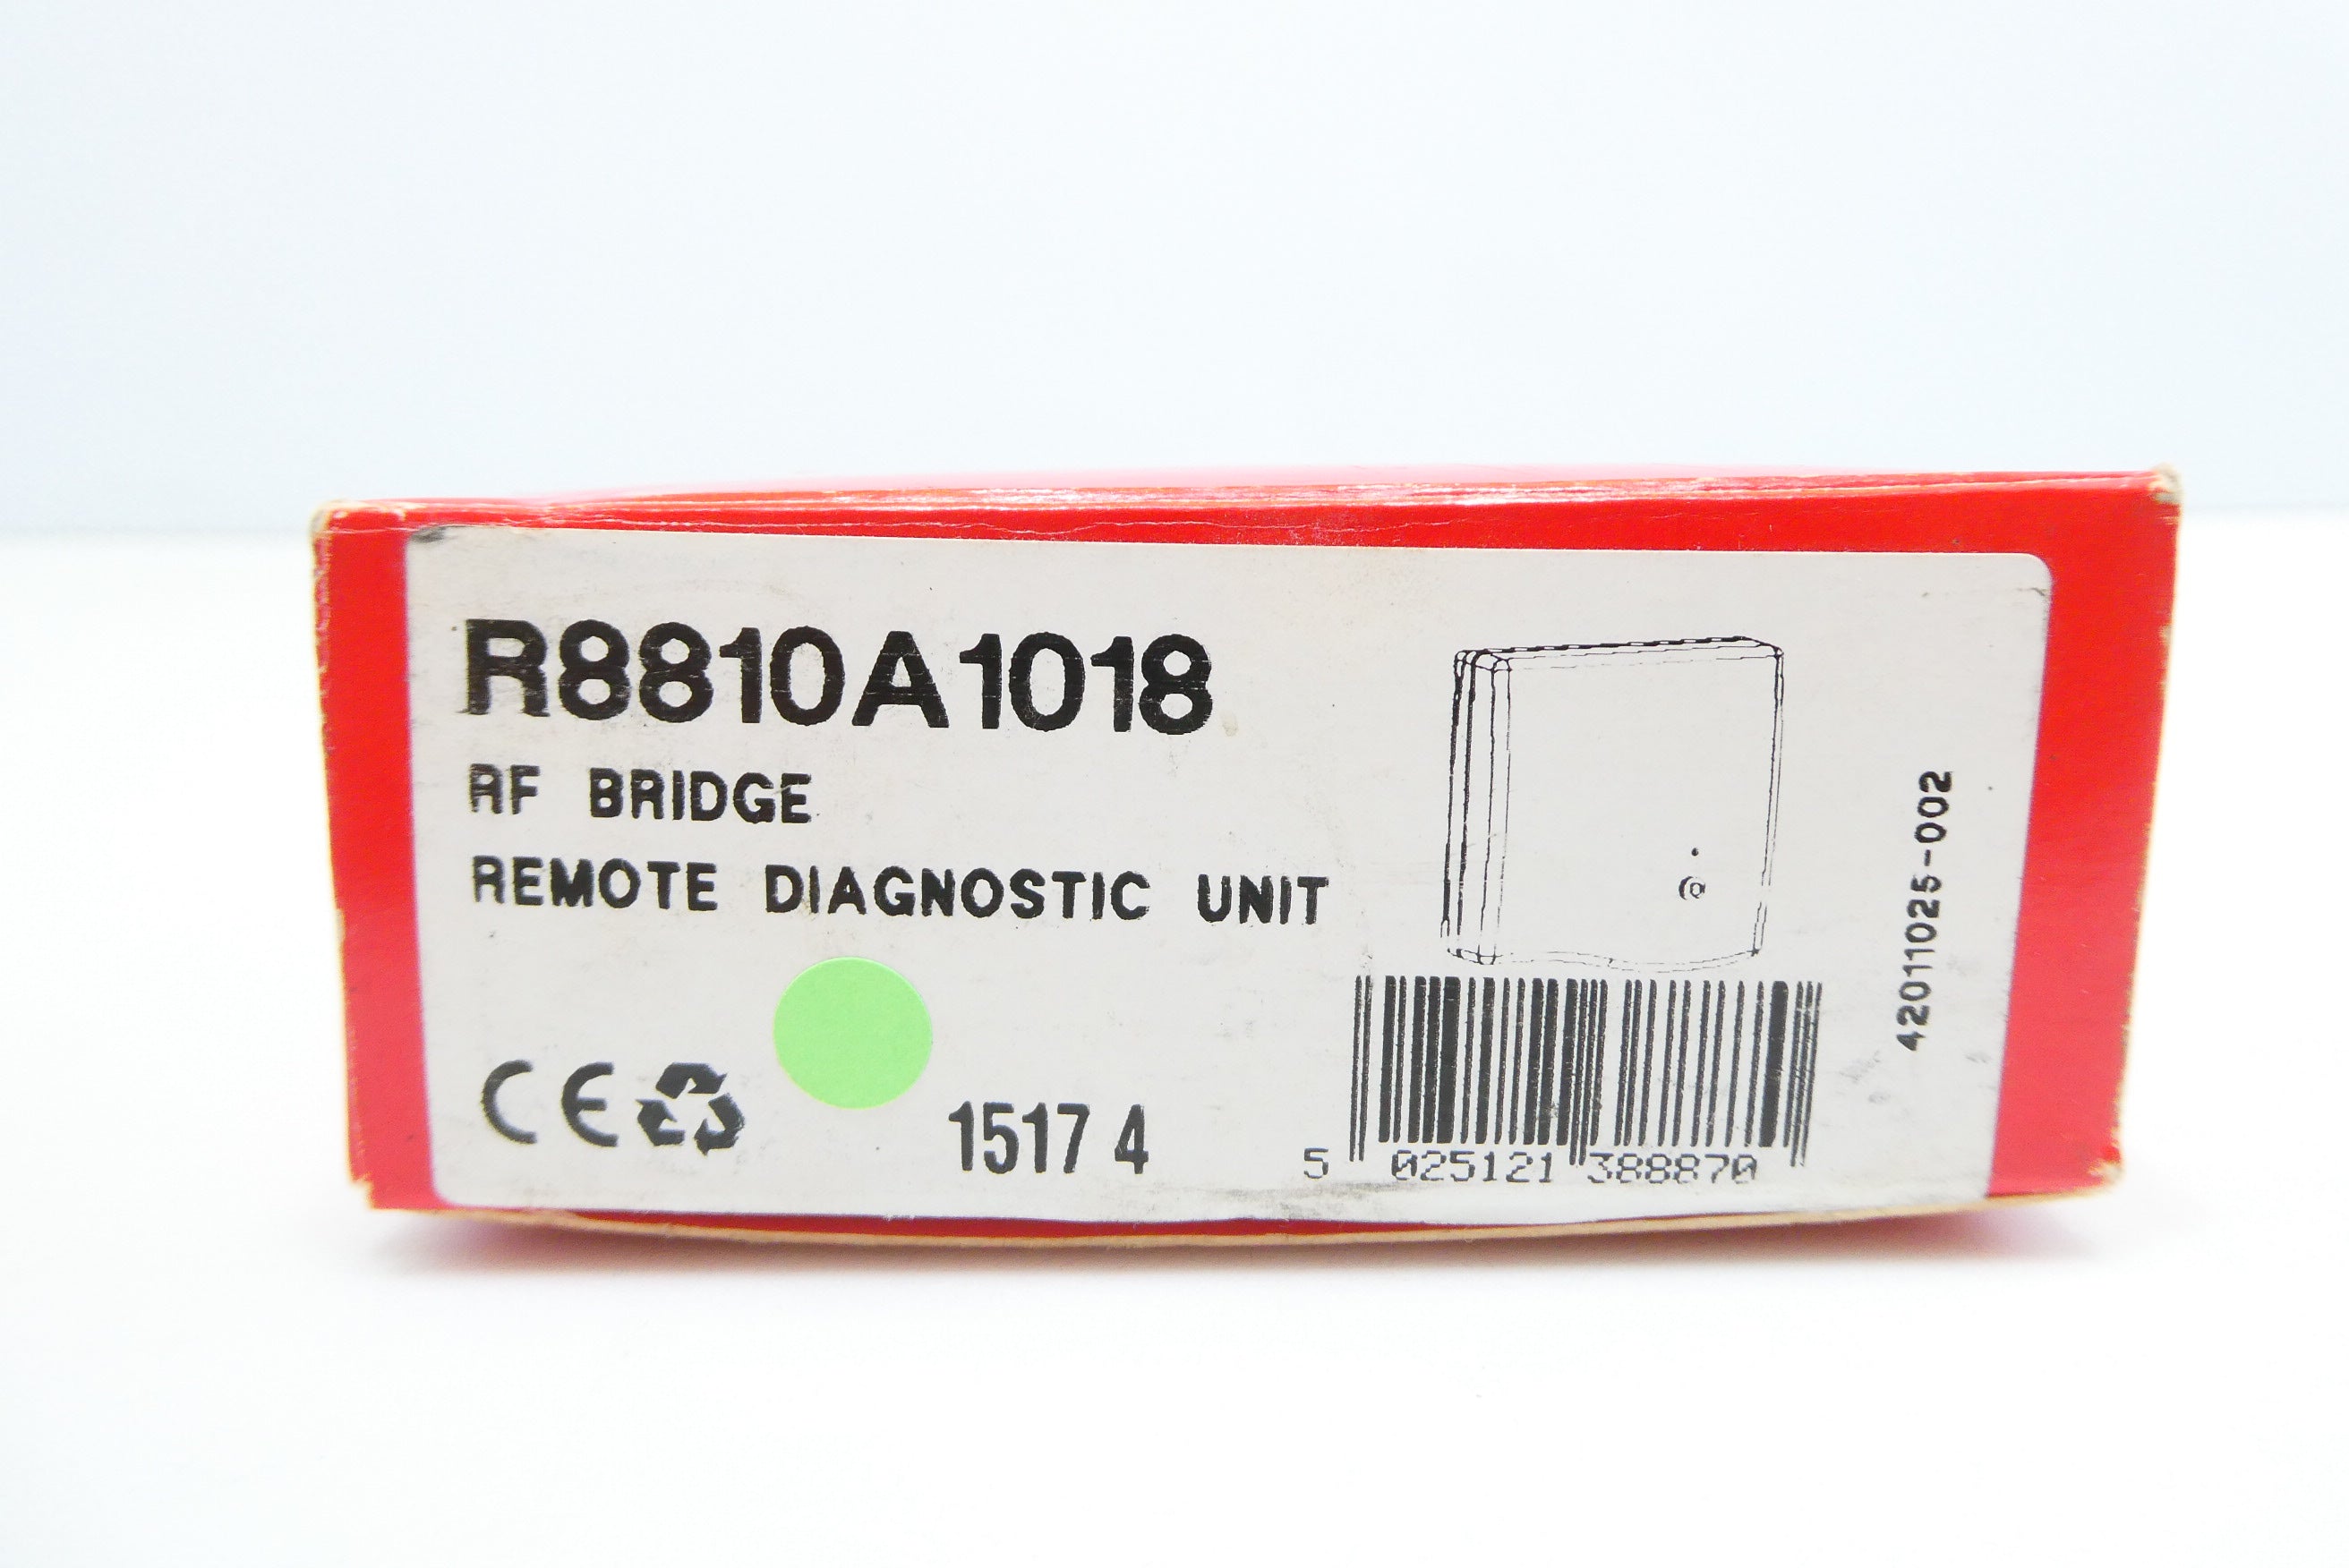 R8810A1018
RF BRIDGE
REMOTE DIAGNOSTIC UNIT
CE
1517 4
5 025121 388870
42011025-002